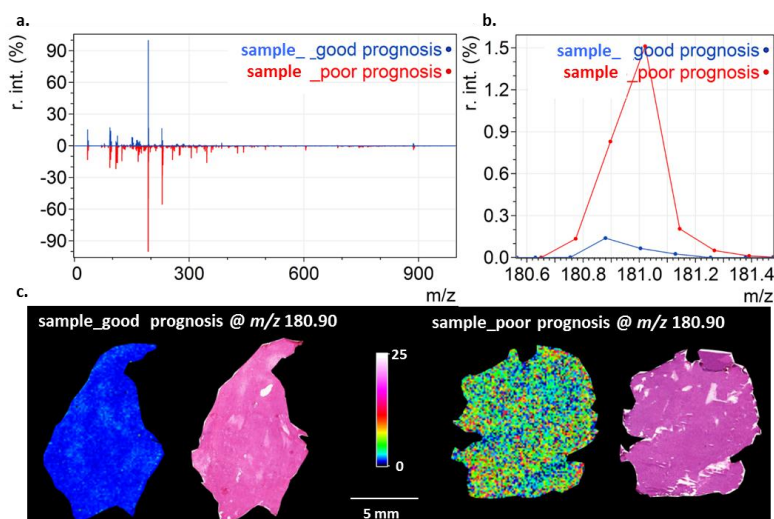 a.
r. int. (%)
90
60
30
0
-30
-60
-90
sample_ _good prognosis
sample _poor prognosis
0 300 600 900
m/z
b.
r. int. (%)
1.5
1.2
0.9
0.6
0.3
0.0
sample_ _good prognosis
sample _poor prognosis
180.6 180.8 181.0 181.2 181.4
m/z
c.
sample_good prognosis @ m/z 180.90
sample_poor prognosis @ m/z 180.90
25
0
5 mm